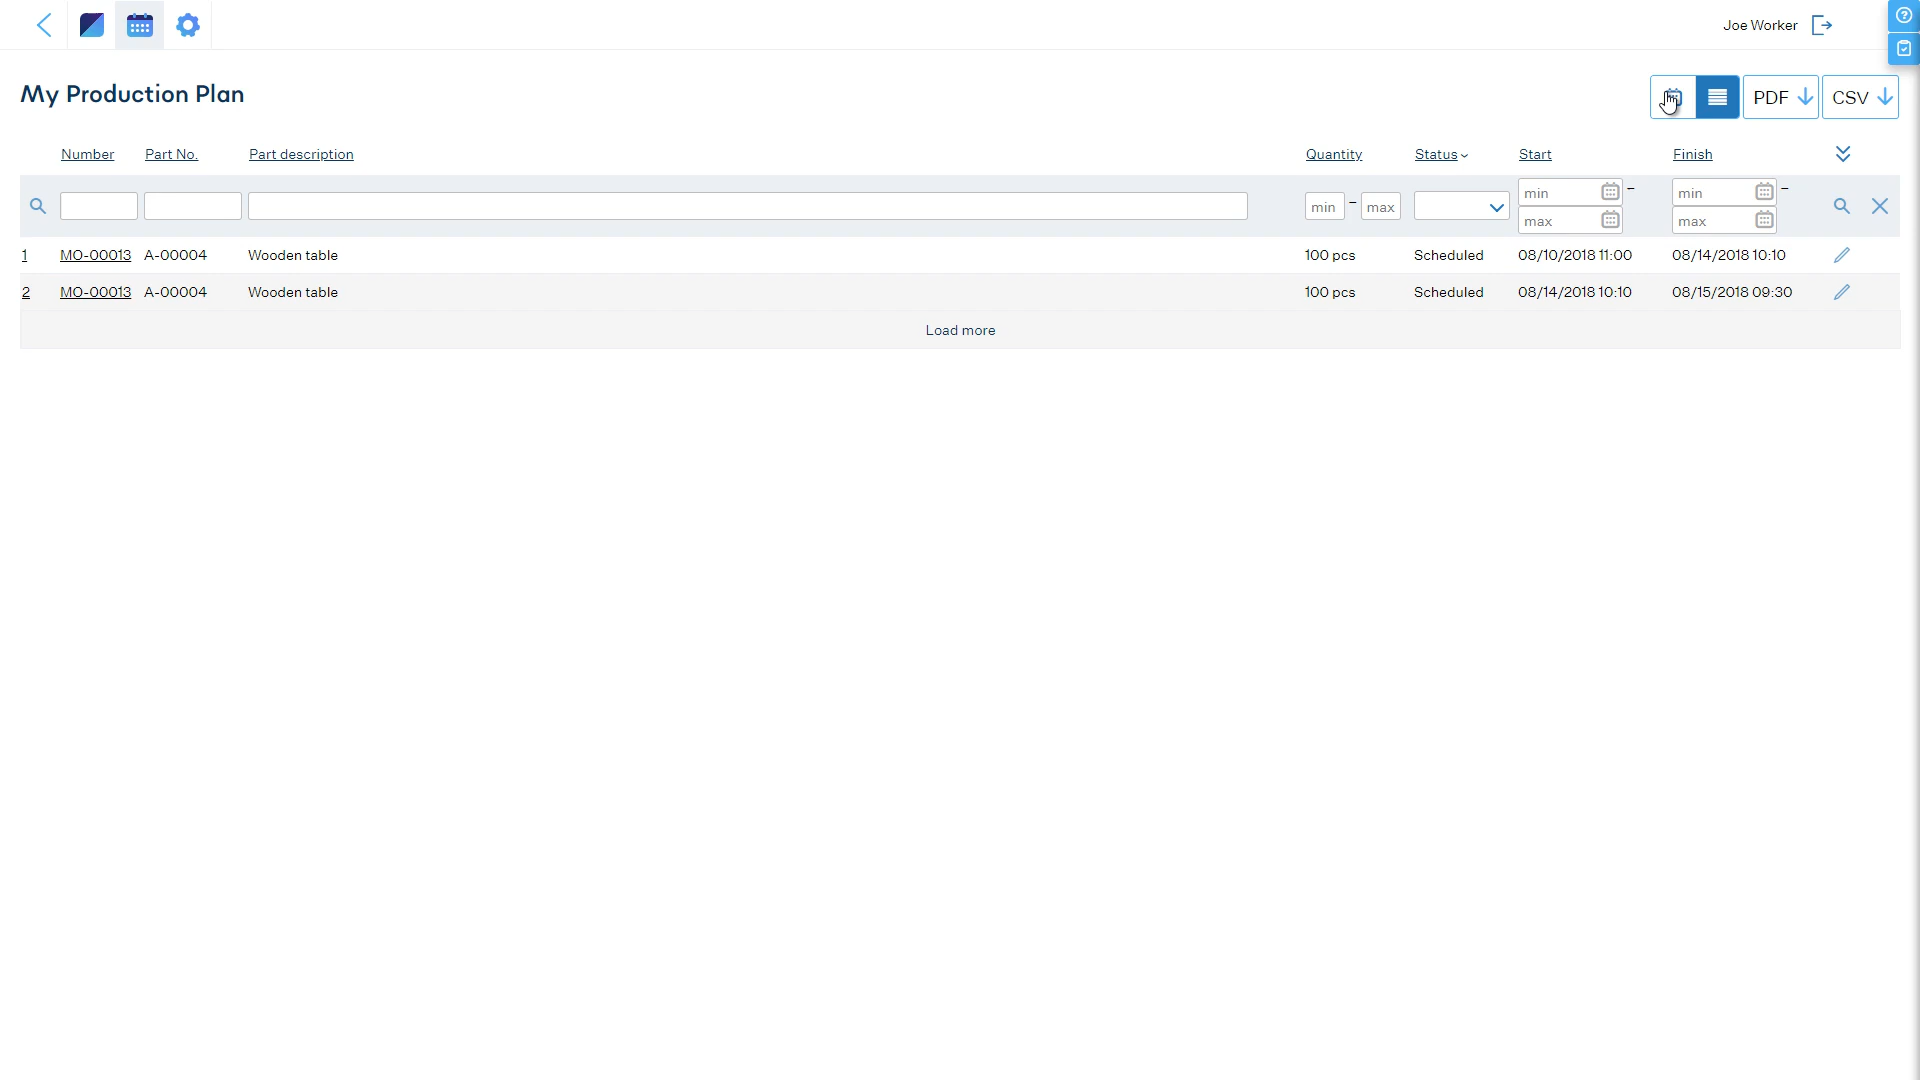 Joe Worker
My Production Plan
PDF CSV
Number Part No. Part description Quantity Status Start Finish
min – max min – min –
max max
1 MO-00013 A-00004 Wooden table 100 pcs Scheduled 08/10/2018 11:00 08/14/2018 10:10
2 MO-00013 A-00004 Wooden table 100 pcs Scheduled 08/14/2018 10:10 08/15/2018 09:30
Load more